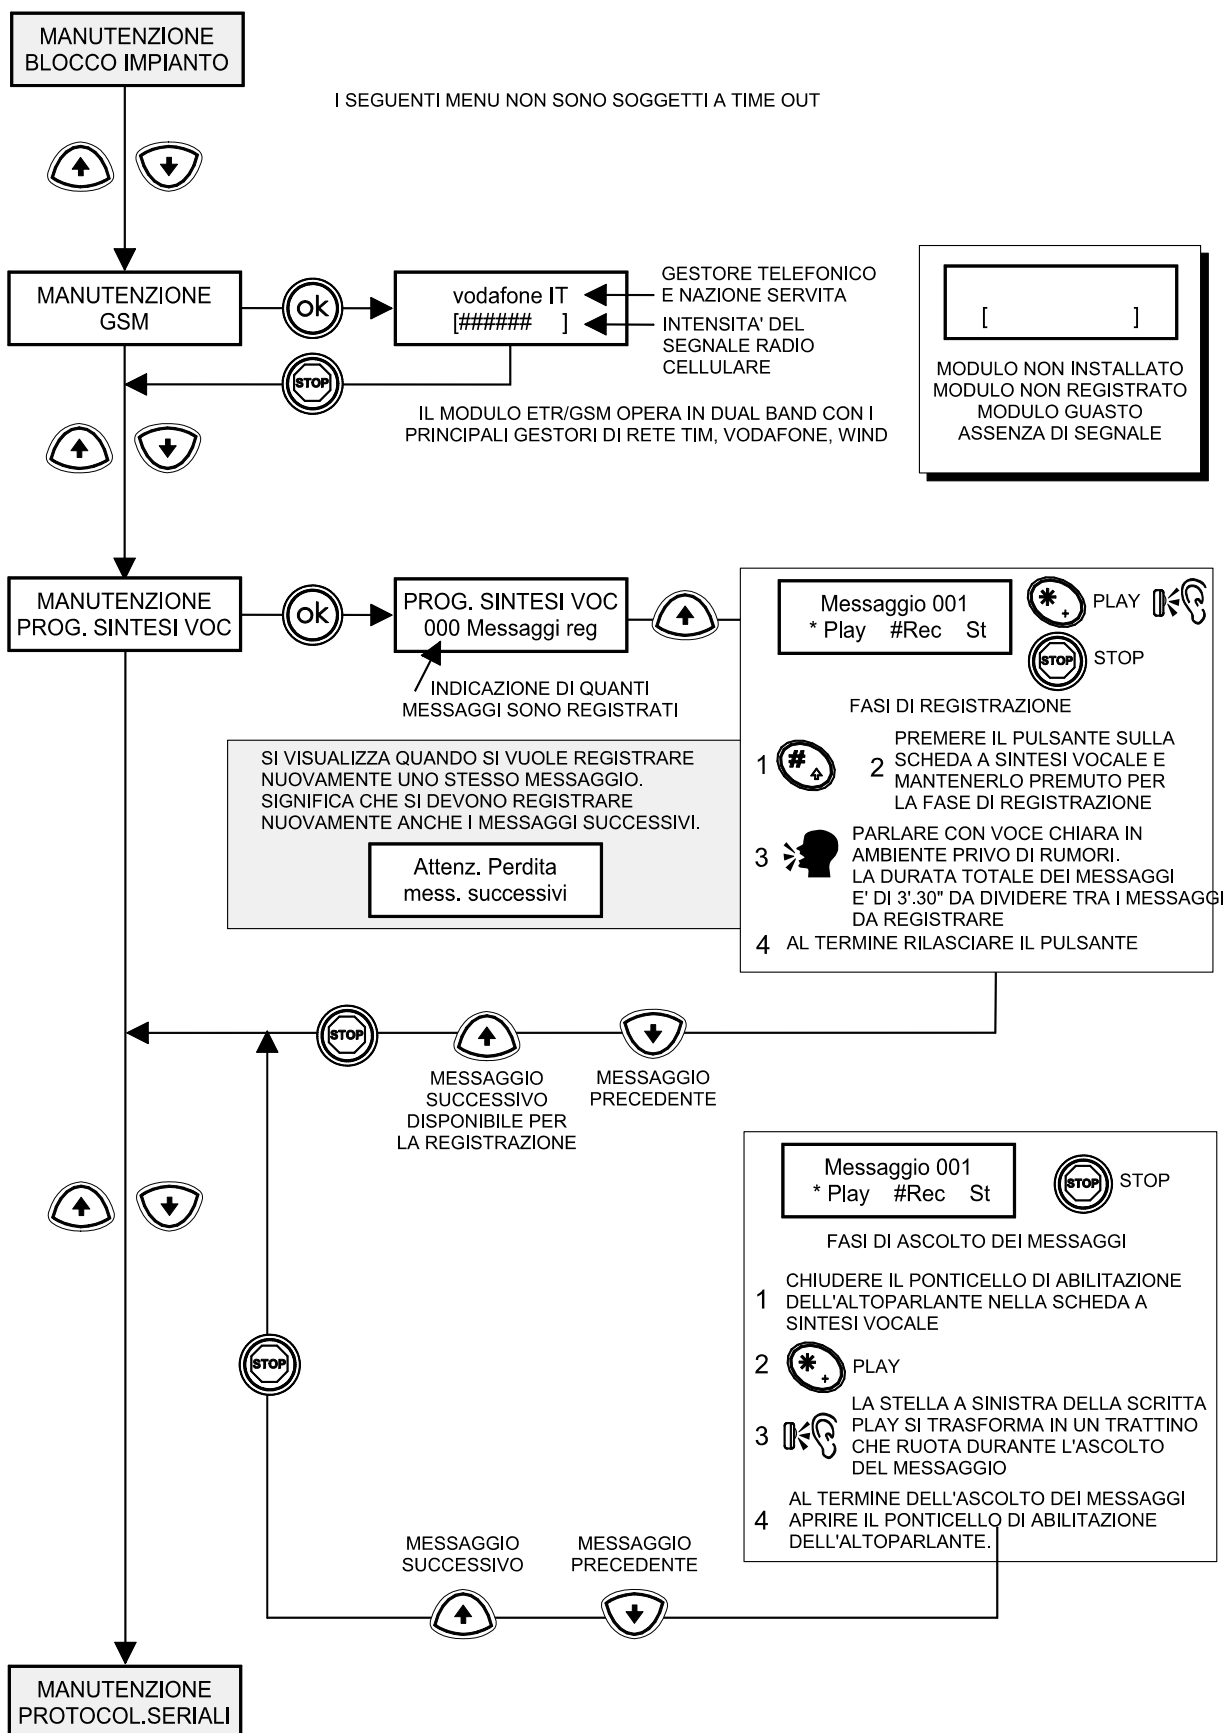 MANUTENZIONE
BLOCCO IMPIANTO
I SEGUENTI MENU NON SONO SOGGETTI A TIME OUT
MANUTENZIONE
GSM
ok
vodafone IT
[###### ]
GESTORE TELEFONICO
E NAZIONE SERVITA
INTENSITA' DEL
SEGNALE RADIO
CELLULARE
[ ]
MODULO NON INSTALLATO
MODULO NON REGISTRATO
MODULO GUASTO
ASSENZA DI SEGNALE
STOP
IL MODULO ETR/GSM OPERA IN DUAL BAND CON I
PRINCIPALI GESTORI DI RETE TIM, VODAFONE, WIND
MANUTENZIONE
PROG. SINTESI VOC
ok
PROG. SINTESI VOC
000 Messaggi reg
INDICAZIONE DI QUANTI
MESSAGGI SONO REGISTRATI
Messaggio 001
* Play #Rec St
* +
PLAY
STOP
STOP
FASI DI REGISTRAZIONE
1 #
2 PREMERE IL PULSANTE SULLA
SCHEDA A SINTESI VOCALE E
MANTENERLO PREMUTO PER
LA FASE DI REGISTRAZIONE
3 PARLARE CON VOCE CHIARA IN
AMBIENTE PRIVO DI RUMORI.
LA DURATA TOTALE DEI MESSAGGI
E' DI 3'.30" DA DIVIDERE TRA I MESSAGGI
DA REGISTRARE
4 AL TERMINE RILASCIARE IL PULSANTE
SI VISUALIZZA QUANDO SI VUOLE REGISTRARE
NUOVAMENTE UNO STESSO MESSAGGIO.
SIGNIFICA CHE SI DEVONO REGISTRARE
NUOVAMENTE ANCHE I MESSAGGI SUCCESSIVI.
Attenz. Perdita
mess. successivi
STOP
MESSAGGIO
SUCCESSIVO
DISPONIBILE PER
LA REGISTRAZIONE
MESSAGGIO
PRECEDENTE
Messaggio 001
* Play #Rec St
STOP
STOP
FASI DI ASCOLTO DEI MESSAGGI
1 CHIUDERE IL PONTICELLO DI ABILITAZIONE
DELL'ALTOPARLANTE NELLA SCHEDA A
SINTESI VOCALE
2 * + PLAY
3 LA STELLA A SINISTRA DELLA SCRITTA
PLAY SI TRASFORMA IN UN TRATTINO
CHE RUOTA DURANTE L'ASCOLTO
DEL MESSAGGIO
4 AL TERMINE DELL'ASCOLTO DEI MESSAGGI
APRIRE IL PONTICELLO DI ABILITAZIONE
DELL'ALTOPARLANTE.
STOP
MESSAGGIO
SUCCESSIVO
MESSAGGIO
PRECEDENTE
MANUTENZIONE
PROTOCOL.SERIALI